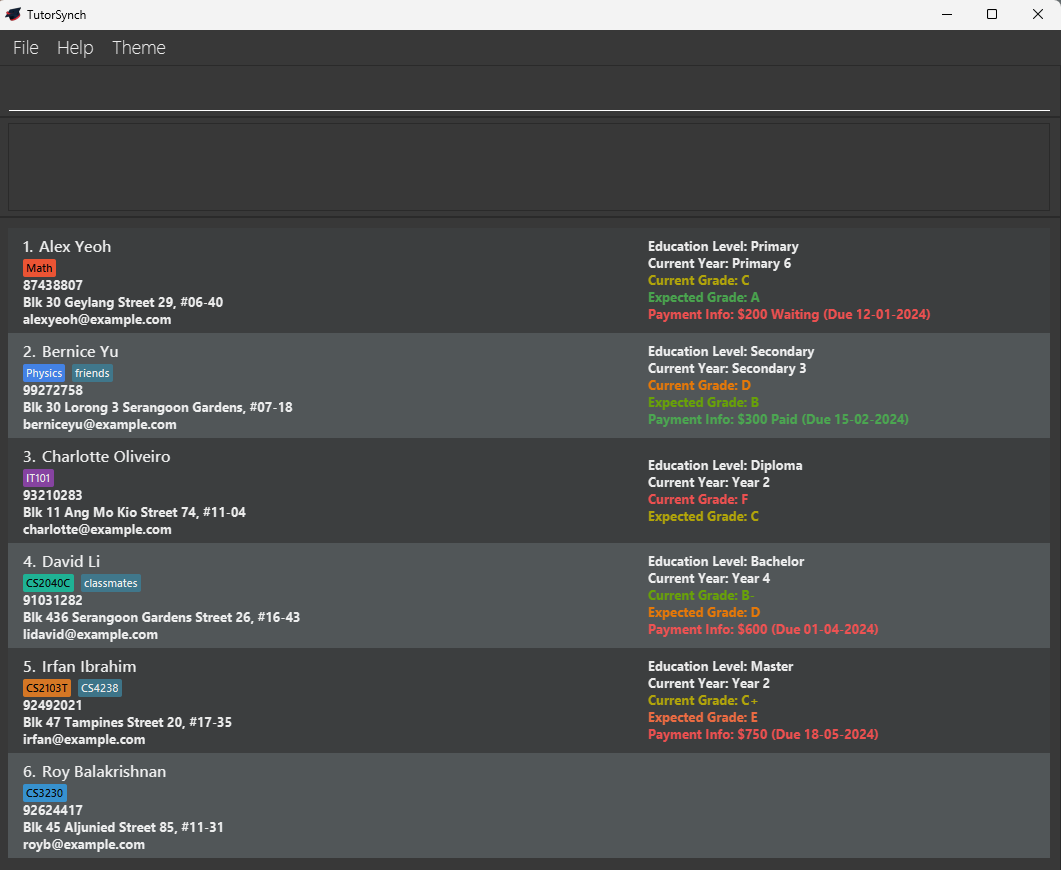 TutorSynch
File Help Theme
1. Alex Yeoh
Math
87438807
Blk 30 Geylang Street 29, #06-40
alexyeoh@example.com
Education Level: Primary
Current Year: Primary 6
Current Grade: C
Expected Grade: A
Payment Info: $200 Waiting (Due 12-01-2024)
2. Bernice Yu
Physics friends
99272758
Blk 30 Lorong 3 Serangoon Gardens, #07-18
berniceyu@example.com
Education Level: Secondary
Current Year: Secondary 3
Current Grade: D
Expected Grade: B
Payment Info: $300 Paid (Due 15-02-2024)
3. Charlotte Oliveiro
IT101
93210283
Blk 11 Ang Mo Kio Street 74, #11-04
charlotte@example.com
Education Level: Diploma
Current Year: Year 2
Current Grade: F
Expected Grade: C
4. David Li
CS2040C classmates
91031282
Blk 436 Serangoon Gardens Street 26, #16-43
lidavid@example.com
Education Level: Bachelor
Current Year: Year 4
Current Grade: B-
Expected Grade: D
Payment Info: $600 (Due 01-04-2024)
5. Irfan Ibrahim
CS2103T CS4238
92492021
Blk 47 Tampines Street 20, #17-35
irfan@example.com
Education Level: Master
Current Year: Year 2
Current Grade: C+
Expected Grade: E
Payment Info: $750 (Due 18-05-2024)
6. Roy Balakrishnan
CS3230
92624417
Blk 45 Aljunied Street 85, #11-31
royb@example.com